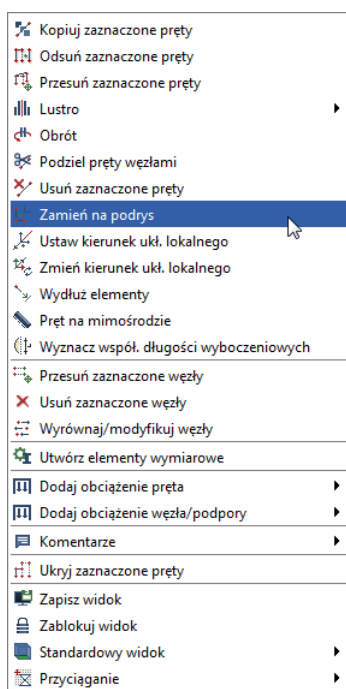 Kopiuj zaznaczone pręty
Odsuń zaznaczone pręty
Przesuń zaznaczone pręty
Lustro
Obrót
Podziel pręty węzłami
Usuń zaznaczone pręty
Zamień na podrys
Ustaw kierunek ukł. lokalnego
Zmień kierunek ukł. lokalnego
Wydłuż elementy
Pręt na mimośrodzie
Wyznacz współ. długości wyboczeniowych
Przesuń zaznaczone węzły
Usuń zaznaczone węzły
Wyrównaj/modyfikuj węzły
Utwórz elementy wymiarowe
Dodaj obciążenie pręta
Dodaj obciążenie węzła/podpory
Komentarze
Ukryj zaznaczone pręty
Zapisz widok
Zablokuj widok
Standardowy widok
Przyciąganie